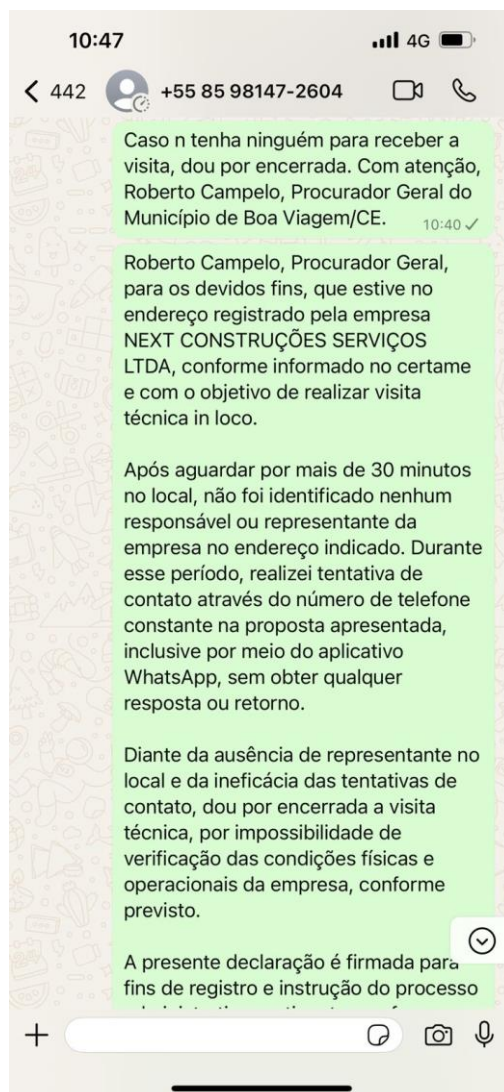 10:47
4G
442
+55 85 98147-2604
Caso n tenha ninguém para receber a
visita, dou por encerrada. Com atenção,
Roberto Campelo, Procurador Geral do
Município de Boa Viagem/CE.
10:40
Roberto Campelo, Procurador Geral,
para os devidos fins, que estive no
endereço registrado pela empresa
NEXT CONSTRUÇÕES SERVIÇOS
LTDA, conforme informado no certame
e com o objetivo de realizar visita
técnica in loco.
Após aguardar por mais de 30 minutos
no local, não foi identificado nenhum
responsável ou representante da
empresa no endereço indicado. Durante
esse período, realizei tentativa de
contato através do número de telefone
constante na proposta apresentada,
inclusive por meio do aplicativo
WhatsApp, sem obter qualquer
resposta ou retorno.
Diante da ausência de representante no
local e da ineficácia das tentativas de
contato, dou por encerrada a visita
técnica, por impossibilidade de
verificação das condições físicas e
operacionais da empresa, conforme
previsto.
A presente declaração é firmada para
fins de registro e instrução do processo